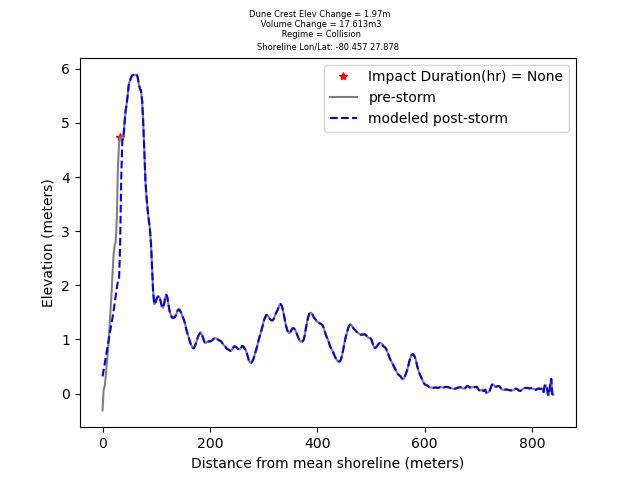 Dune Crest Elev Change = 1.97m
Volume Change = 17.613m3
Regime = Collision
Shoreline Lon/Lat: -80.457 27.878
Impact Duration(hr) = None
pre-storm
modeled post-storm
Elevation (meters)
6
5
4
3
2
1
0
0 200 400 600 800
Distance from mean shoreline (meters)